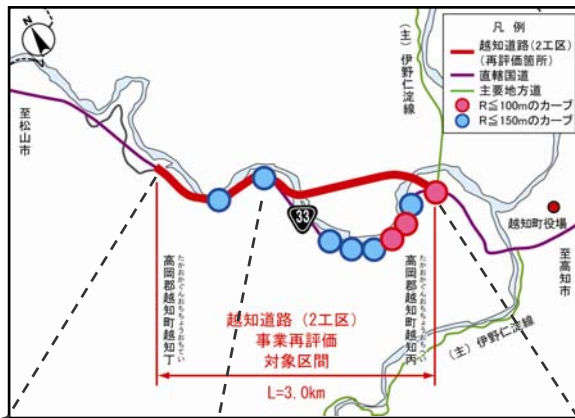 凡例
越知道路(2工区)
(再評価箇所)
直轄国道
主要地方道
R≦100mのカーブ
R≦150mのカーブ
(主)伊野仁淀線
至松山市
33
越知町役場
至高知市
たかおかぐんおちちょうおちてい
高岡郡越知町越知丁
たかおかぐんおちちょうおちへい
高岡郡越知町越知丙
越知道路(2工区)
事業再評価
対象区間
L=3.0km
(主)伊野仁淀線